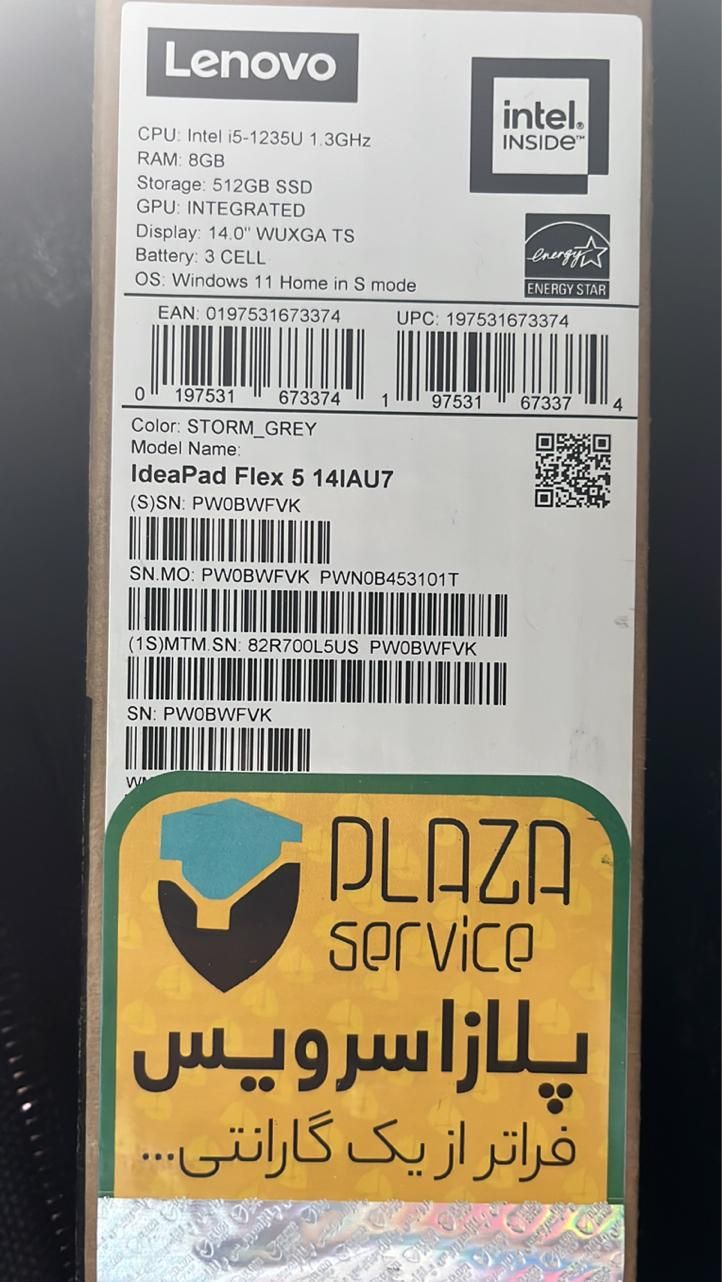 Lenovo
intel.
INSIDE™
CPU: Intel i5-1235U 1.3GHz
RAM: 8GB
Storage: 512GB SSD
GPU: INTEGRATED
Display: 14.0" WUXGA TS
Battery: 3 CELL
OS: Windows 11 Home in S mode
energy
ENERGY STAR
EAN: 0197531673374 UPC: 197531673374
0 197531 673374 1 97531 67337 4
Color: STORM_GREY
Model Name:
IdeaPad Flex 5 14IAU7
(S)SN: PW0BWFVK
SN.MO: PW0BWFVK PWN0B453101T
(1S)MTM.SN: 82R700L5US PW0BWFVK
SN: PW0BWFVK
PLAZA
service
پلازا سرویس
فراتر از یک گارانتی...